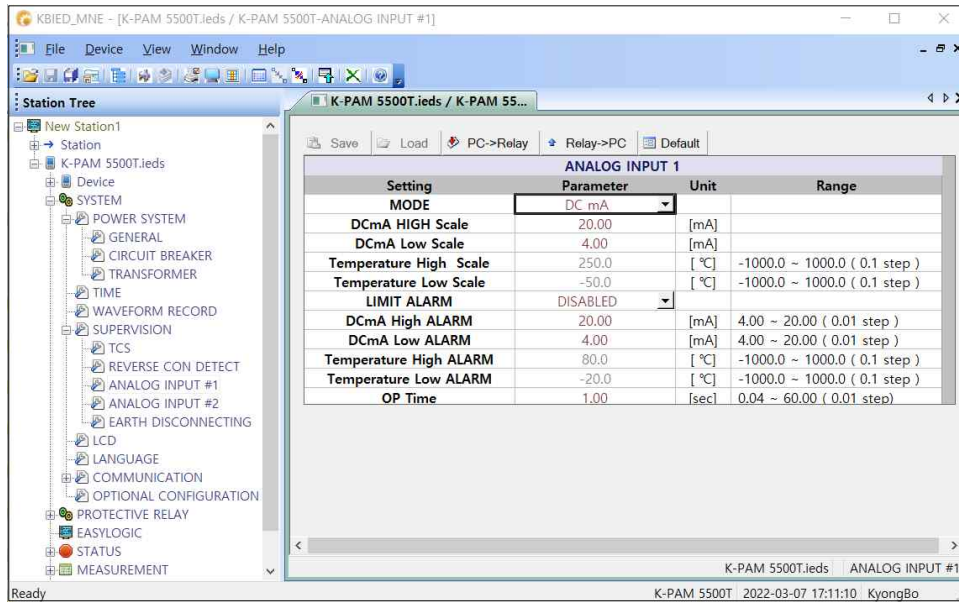 KBIED_MNE - [K-PAM 5500T.ieds / K-PAM 5500T-ANALOG INPUT #1]
File Device View Window Help
Station Tree
New Station1
Station
K-PAM 5500T.ieds
Device
SYSTEM
POWER SYSTEM
GENERAL
CIRCUIT BREAKER
TRANSFORMER
TIME
WAVEFORM RECORD
SUPERVISION
TCS
REVERSE CON DETECT
ANALOG INPUT #1
ANALOG INPUT #2
EARTH DISCONNECTING
LCD
LANGUAGE
COMMUNICATION
OPTIONAL CONFIGURATION
PROTECTIVE RELAY
EASYLOGIC
STATUS
MEASUREMENT
K-PAM 5500T.ieds / K-PAM 55...
Save Load PC->Relay Relay->PC Default
ANALOG INPUT 1
Setting Parameter Unit Range
MODE DC mA
DCmA HIGH Scale 20.00 [mA]
DCmA Low Scale 4.00 [mA]
Temperature High Scale 250.0 [ ℃] -1000.0 ~ 1000.0 ( 0.1 step )
Temperature Low Scale -50.0 [ ℃] -1000.0 ~ 1000.0 ( 0.1 step )
LIMIT ALARM DISABLED
DCmA High ALARM 20.00 [mA] 4.00 ~ 20.00 ( 0.01 step )
DCmA Low ALARM 4.00 [mA] 4.00 ~ 20.00 ( 0.01 step )
Temperature High ALARM 80.0 [ ℃] -1000.0 ~ 1000.0 ( 0.1 step )
Temperature Low ALARM -20.0 [ ℃] -1000.0 ~ 1000.0 ( 0.1 step )
OP Time 1.00 [sec] 0.04 ~ 60.00 ( 0.01 step)
K-PAM 5500T.ieds ANALOG INPUT #1
Ready K-PAM 5500T 2022-03-07 17:11:10 KyongBo